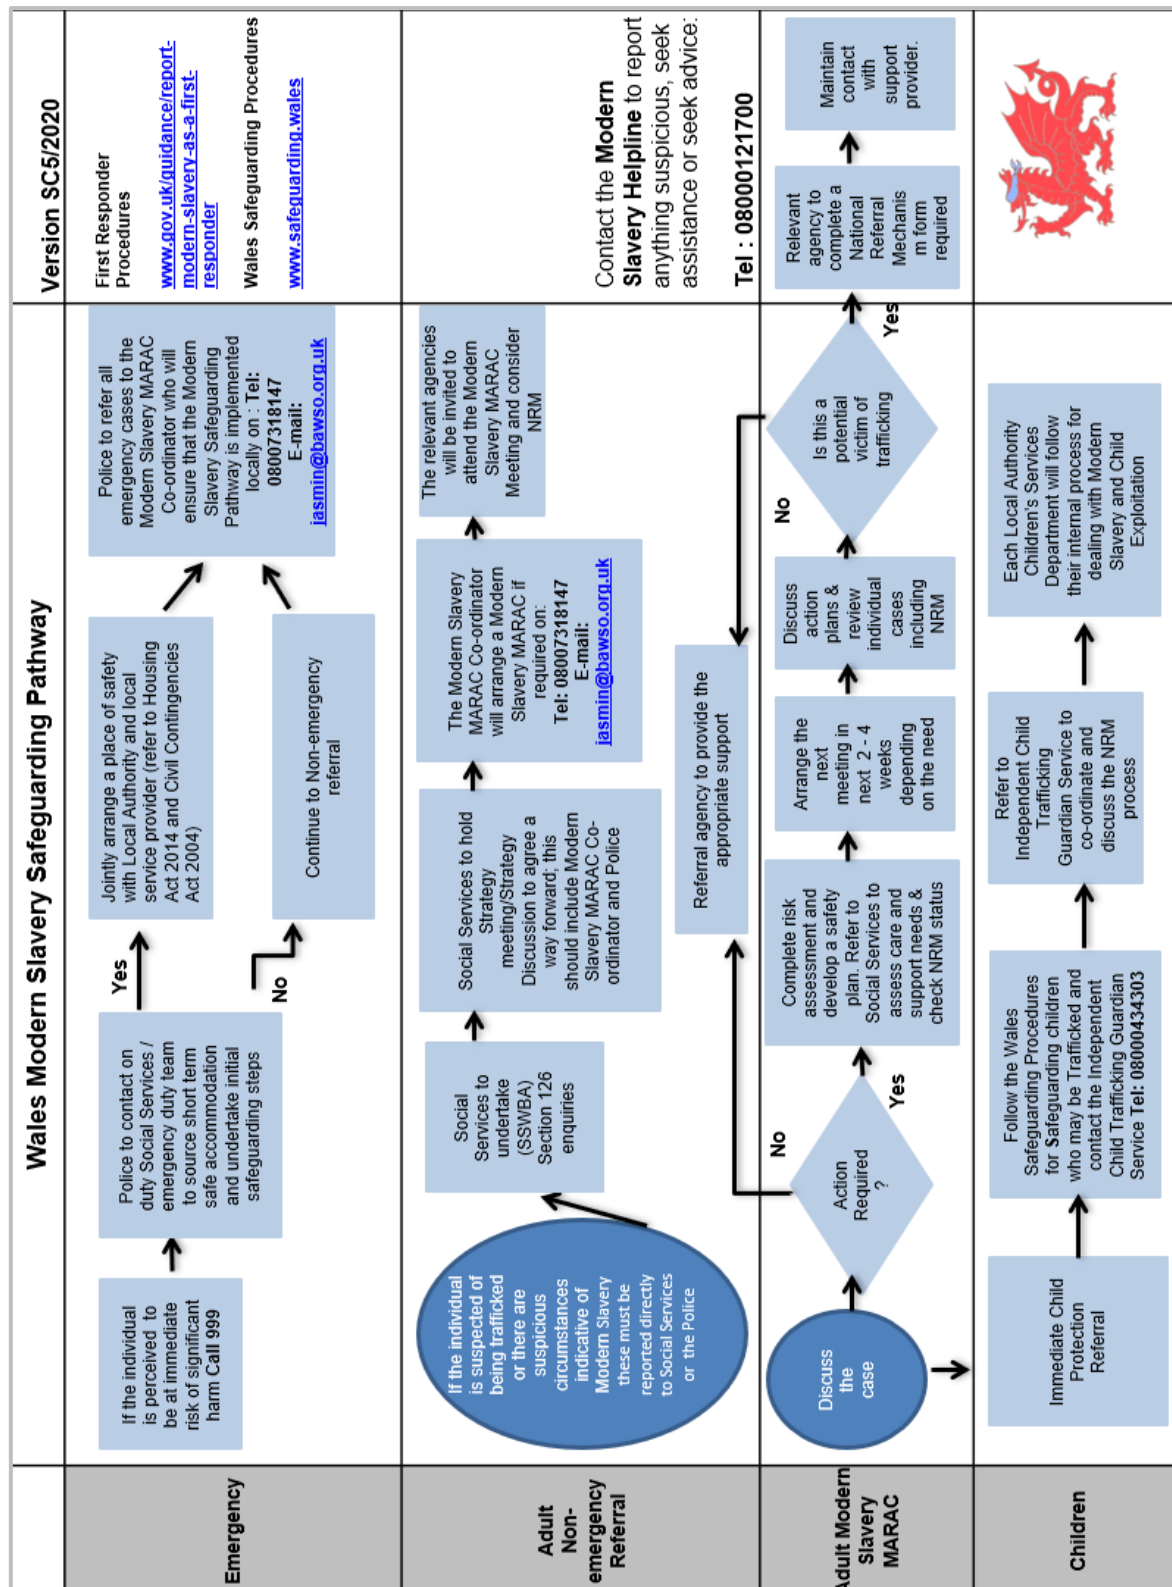 Wales Modern Slavery Safeguarding Pathway
Version SC5/2020
Emergency
If the individual
is perceived to
be at immediate
risk of significant
harm Call 999
Police to contact on
duty Social Services /
emergency duty team
to source short term
safe accommodation
and undertake initial
safeguarding steps
Yes
No
Jointly arrange a place of safety
with Local Authority and local
service provider (refer to Housing
Act 2014 and Civil Contingencies
Act 2004)
Continue to Non-emergency
referral
Police to refer all
emergency cases to the
Modern Slavery MARAC
Co-ordinator who will
ensure that the Modern
Slavery Safeguarding
Pathway is implemented
locally on : Tel:
08007318147
E-mail:
jasmin@bawso.org.uk
First Responder
Procedures
www.gov.uk/guidance/report-
modern-slavery-as-a-first-
responder
Wales Safeguarding Procedures
www.safeguarding.wales
Adult
Non-
emergency
Referral
If the individual
is suspected of
being trafficked
or there are
suspicious
circumstances
indicative of
Modern Slavery
these must be
reported directly
to Social Services
or the Police
Social
Services to
undertake
(SSWBA)
Section 126
enquiries
Social Services to hold
Strategy
meeting/Strategy
Discussion to agree a
way forward; this
should include Modern
Slavery MARAC Co-
ordinator and Police
The Modern Slavery
MARAC Co-ordinator
will arrange a Modern
Slavery MARAC if
required on:
Tel: 08007318147
E-mail:
jasmin@bawso.org.uk
The relevant agencies
will be invited to
attend the Modern
Slavery MARAC
Meeting and consider
NRM
Referral agency to provide the
appropriate support
Contact the Modern
Slavery Helpline to report
anything suspicious, seek
assistance or seek advice:
Tel : 08000121700
Adult Modern
Slavery
MARAC
Discuss
the
case
Action
Required
?
No
Yes
Complete risk
assessment and
develop a safety
plan. Refer to
Social Services to
assess care and
support needs &
check NRM status
Arrange the
next
meeting in
next 2 - 4
weeks
depending
on the need
Discuss
action
plans &
review
individual
cases
including
NRM
No
Is this a
potential
victim of
trafficking
Yes
Relevant
agency to
complete a
National
Referral
Mechanis
m form
required
Maintain
contact
with
support
provider.
Children
Immediate Child
Protection
Referral
Follow the Wales
Safeguarding Procedures
for Safeguarding children
who may be Trafficked and
contact the Independent
Child Trafficking Guardian
Service Tel: 08000434303
Refer to
Independent Child
Trafficking
Guardian Service to
co-ordinate and
discuss the NRM
process
Each Local Authority
Children's Services
Department will follow
their internal process for
dealing with Modern
Slavery and Child
Exploitation